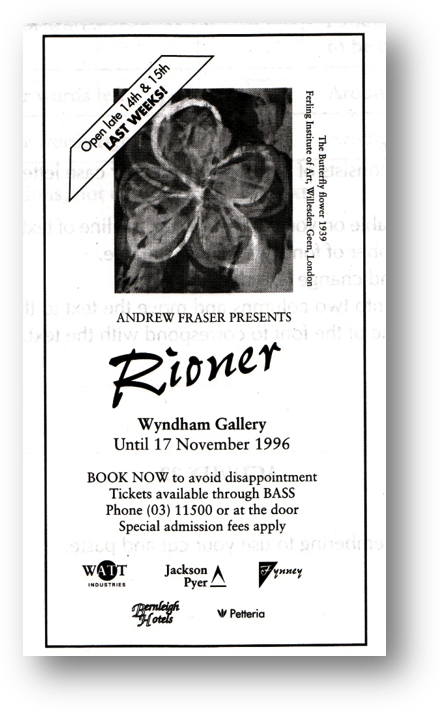 Open late 14th & 15th
LAST WEEKS!
The Butterfly flower 1939
Ferling Institute of Art, Willesden Geen, London
ANDREW FRASER PRESENTS
Rioner
Wyndham Gallery
Until 17 November 1996
BOOK NOW to avoid disappointment
Tickets available through BASS
Phone (03) 11500 or at the door
Special admission fees apply
WATT
INDUSTRIES
Jackson
Pyer
Fynney
Bernleigh
Hotels
Petteria